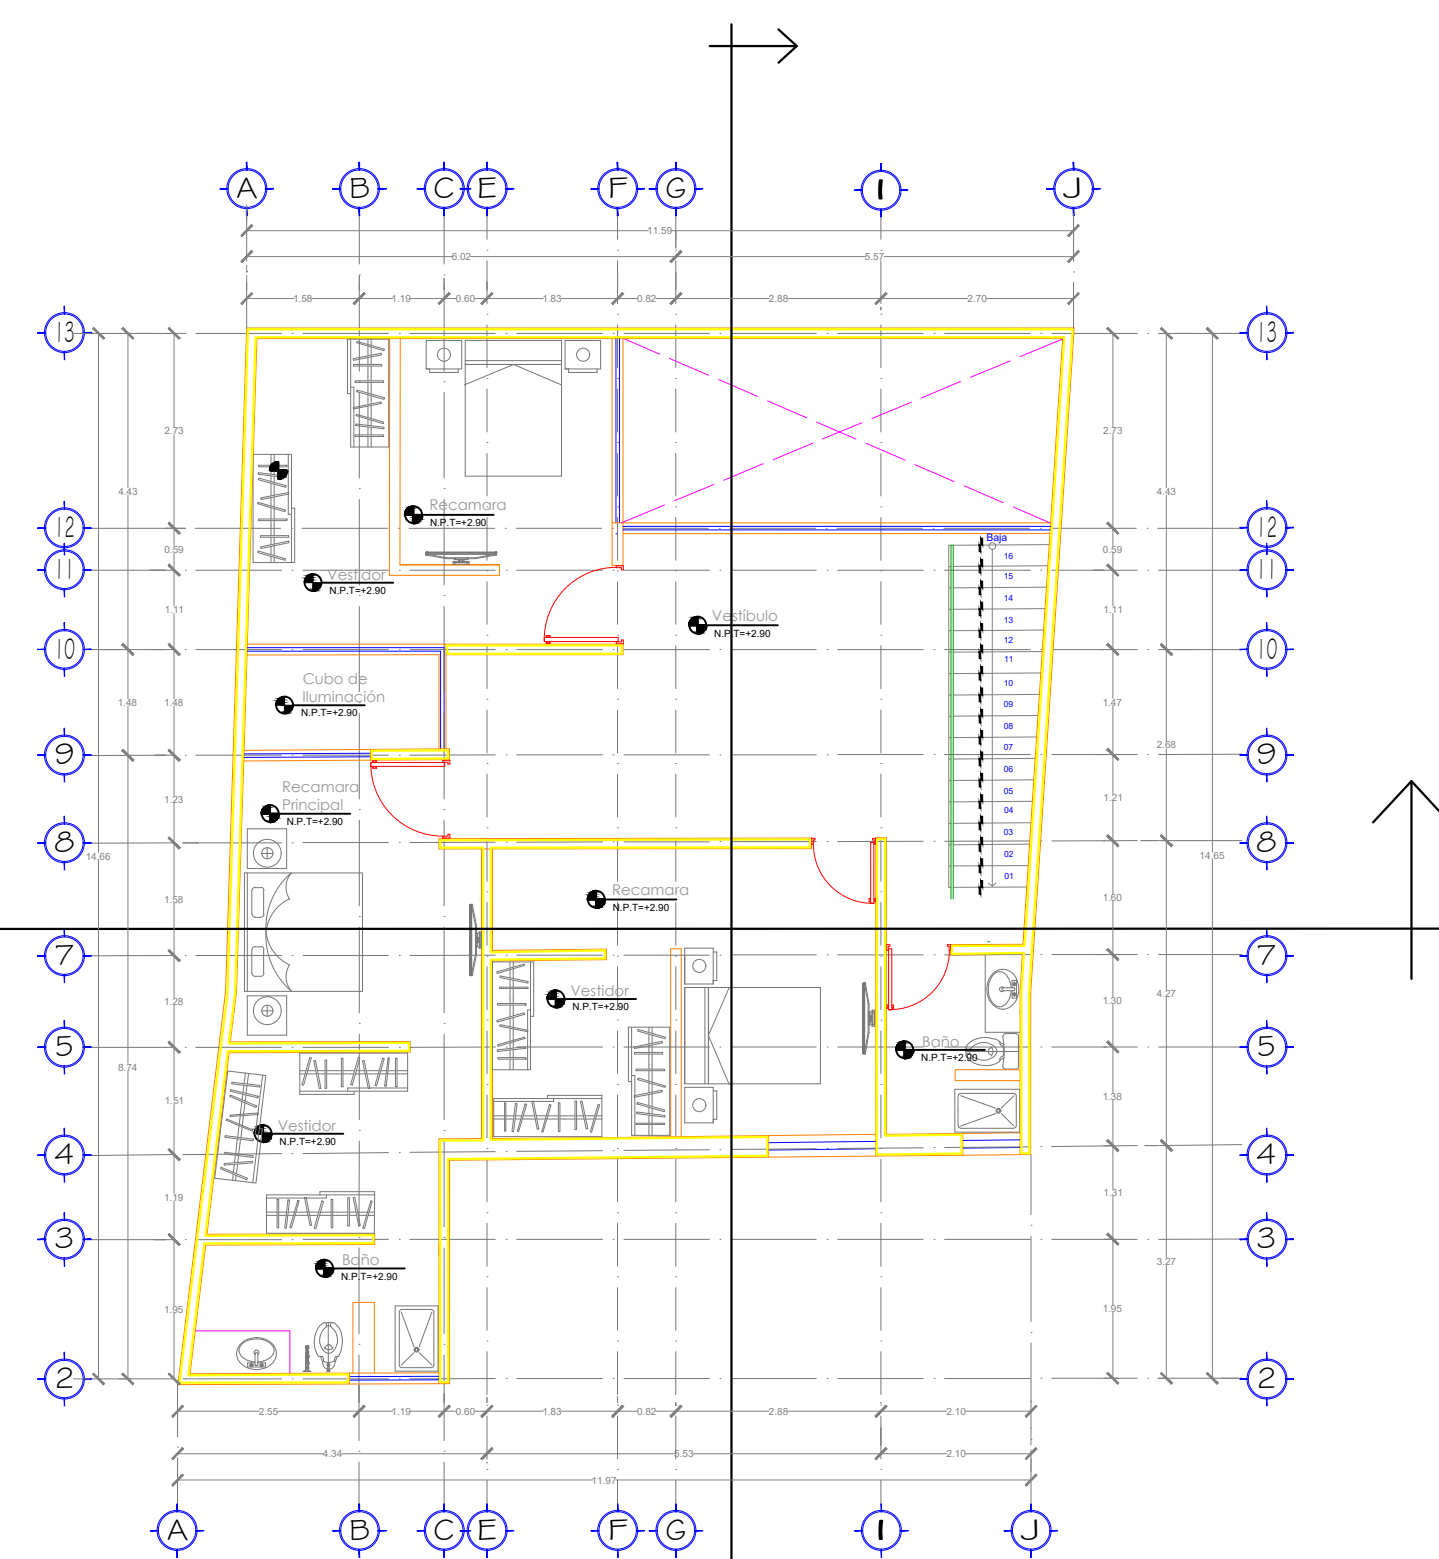 A B C E F G I J
11.59
6.02 5.57
1.58 1.19 0.60 1.83 0.82 2.88 2.70
13 13
2.73 2.73
Recamara
N.P.T=+2.90
4.43 4.43
12 12
Baja
0.59 0.59
16
11 11
Vestidor
N.P.T=+2.90
15
14
1.11 1.11
Vestíbulo
N.P.T=+2.90
13
12
10 10
11
Cubo de
Iluminación
N.P.T=+2.90
10
1.48 1.48 1.47
09
08
07
2.68
9 9
06
Recamara
Principal
N.P.T=+2.90
05
1.23 1.21
04
03
8 8
02
14.66 14.65
01
Recamara
N.P.T=+2.90
1.58 1.60
7 7
Vestidor
N.P.T=+2.90
4.27
1.28 1.30
Baño
N.P.T=+2.90
5 5
8.74
1.51 1.38
Vestidor
N.P.T=+2.90
4 4
1.19 1.31
3 3
Baño
N.P.T=+2.90
3.27
1.95 1.95
2 2
2.55 1.19 0.60 1.83 0.82 2.88 2.10
4.34 5.53 2.10
11.97
A B C E F G I J